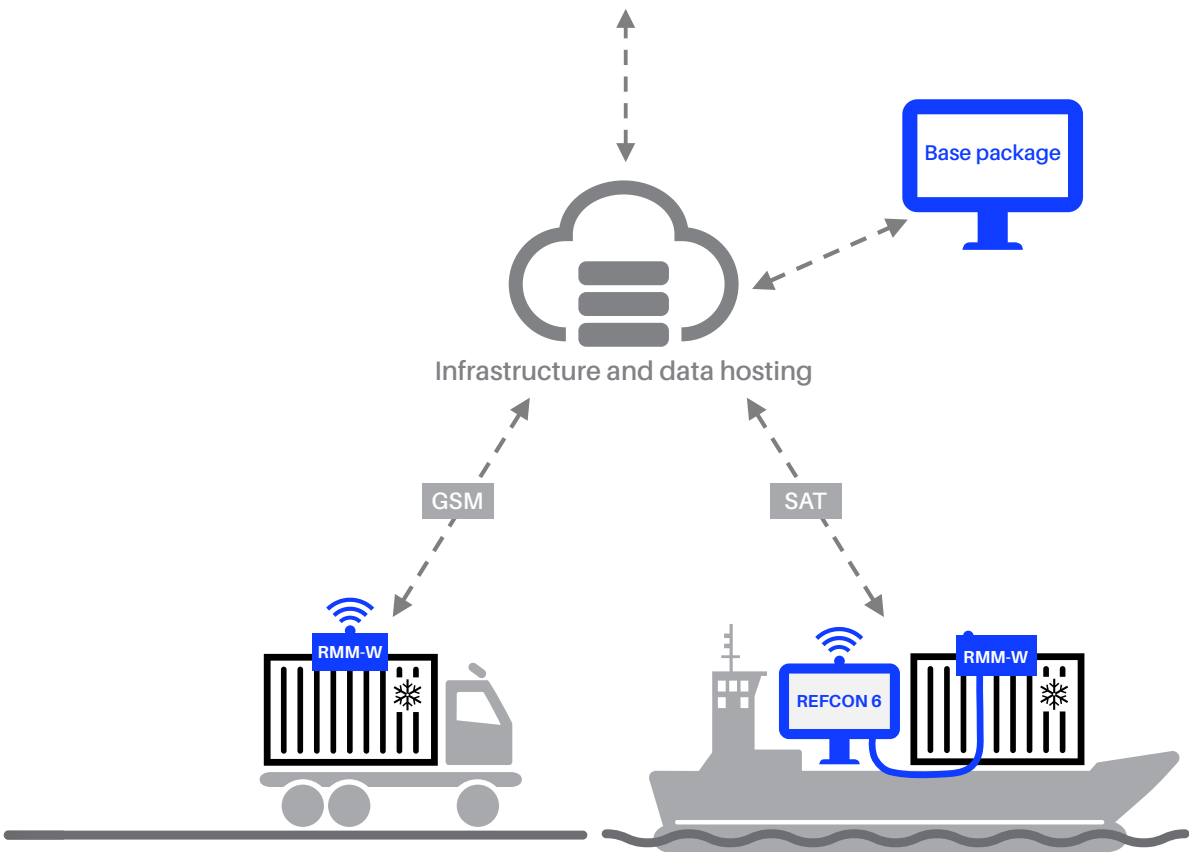 Base package
Infrastructure and data hosting
GSM
SAT
RMM-W
RMM-W
REFCON 6